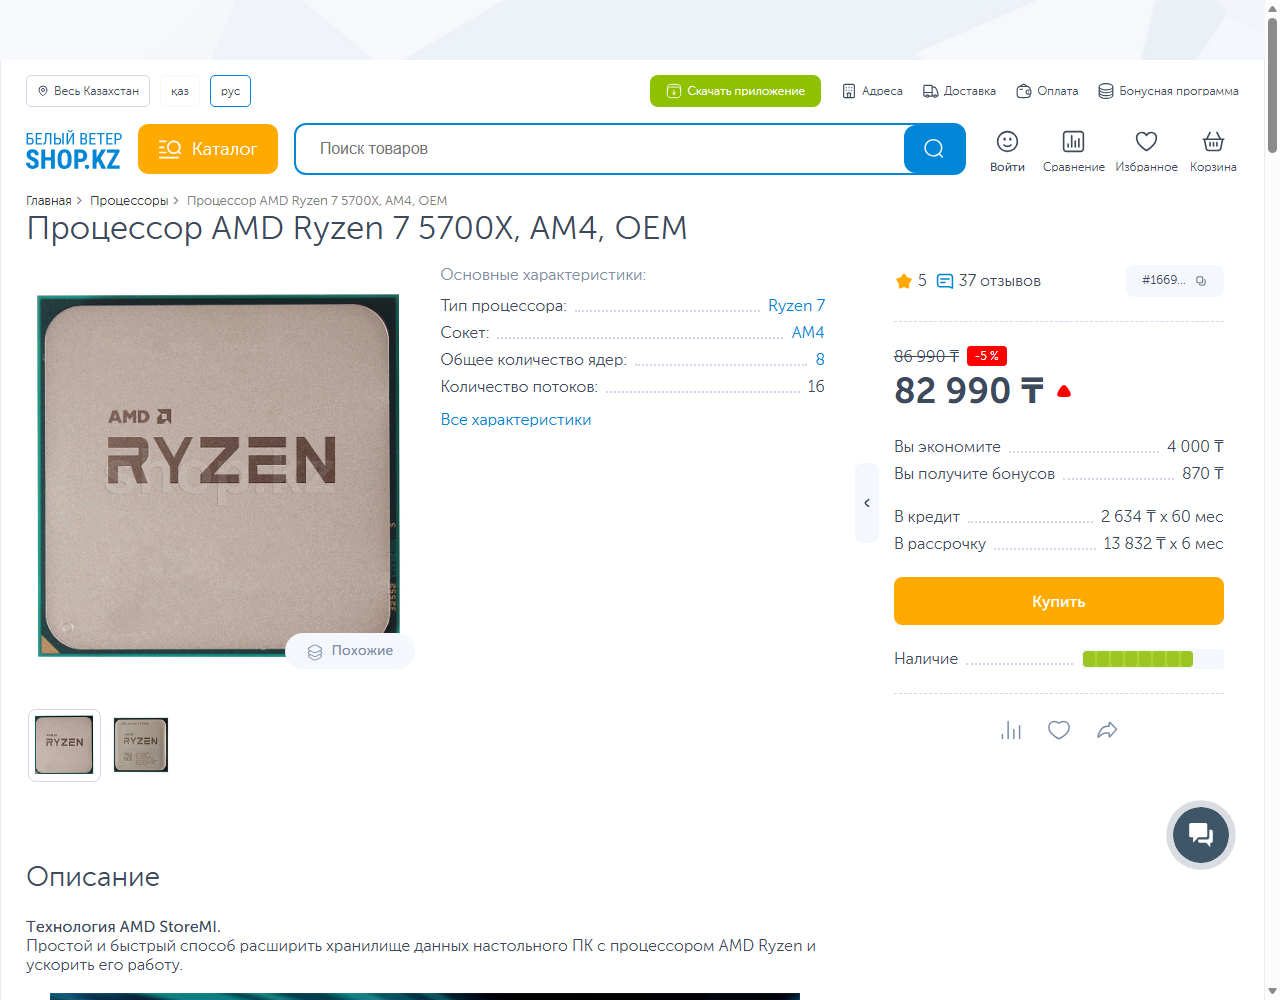 Весь Казахстан
қаз
рус
Скачать приложение
Адреса
Доставка
Оплата
Бонусная программа
БЕЛЫЙ ВЕТЕР
SHOP.KZ
Каталог
Поиск товаров
Войти
Сравнение
Избранное
Корзина
Главная > Процессоры > Процессор AMD Ryzen 7 5700X, AM4, OEM
Процессор AMD Ryzen 7 5700X, AM4, OEM
AMD
RYZEN
shop.kz
Похожие
Основные характеристики:
Тип процессора: Ryzen 7
Сокет: AM4
Общее количество ядер: 8
Количество потоков: 16
Все характеристики
5 37 отзывов
#1669...
86 990 ₸ -5 %
82 990 ₸
Вы экономите 4 000 ₸
Вы получите бонусов 870 ₸
В кредит 2 634 ₸ x 60 мес
В рассрочку 13 832 ₸ x 6 мес
Купить
Наличие
AMD
RYZEN
RYZEN
Описание
Технология AMD StoreMI.
Простой и быстрый способ расширить хранилище данных настольного ПК с процессором AMD Ryzen и
ускорить его работу.